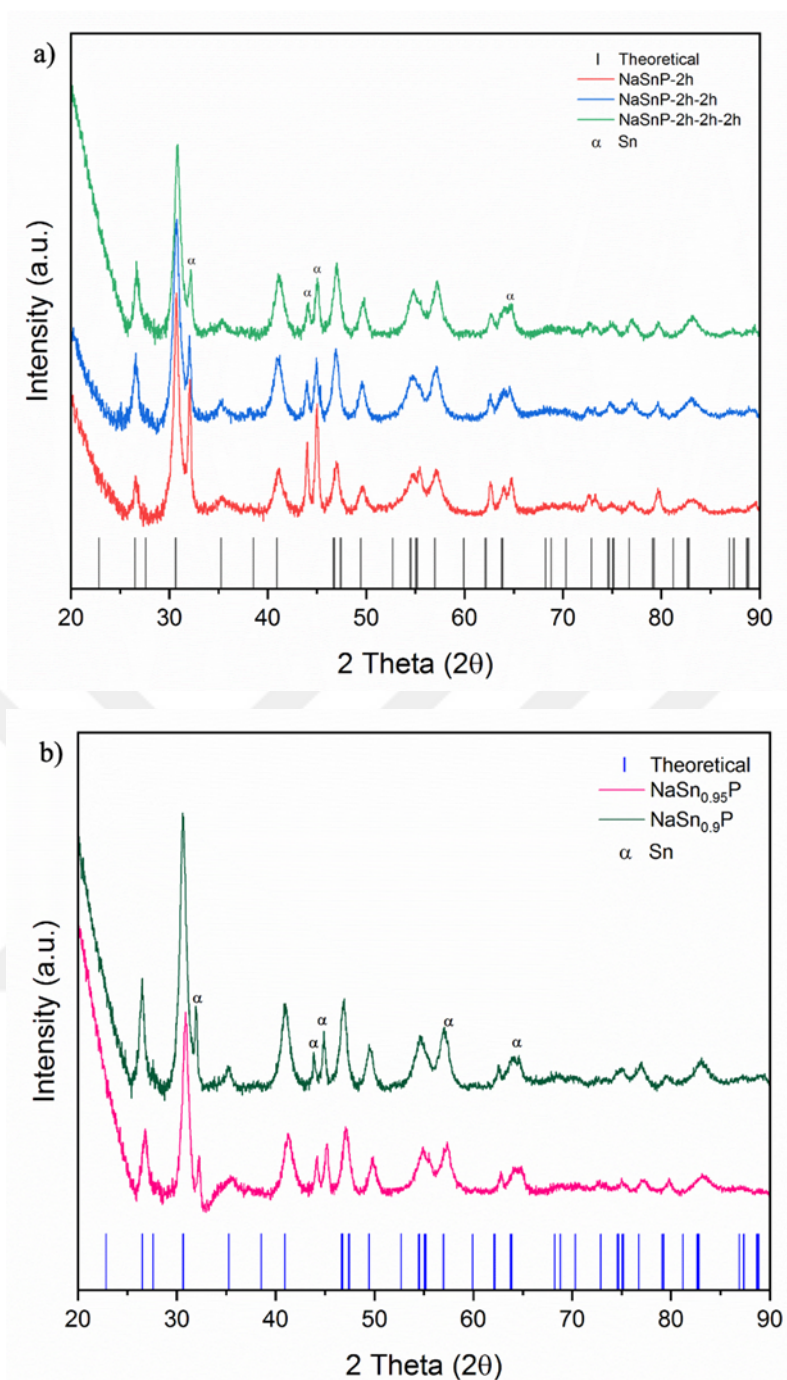 a)
I Theoretical
NaSnP-2h
NaSnP-2h-2h
NaSnP-2h-2h-2h
α Sn
α
α
α
α
Intensity (a.u.)
20 30 40 50 60 70 80 90
2 Theta (2θ)
b)
I Theoretical
NaSn0.95P
NaSn0.9P
α Sn
α
α
α
α
α
Intensity (a.u.)
20 30 40 50 60 70 80 90
2 Theta (2θ)